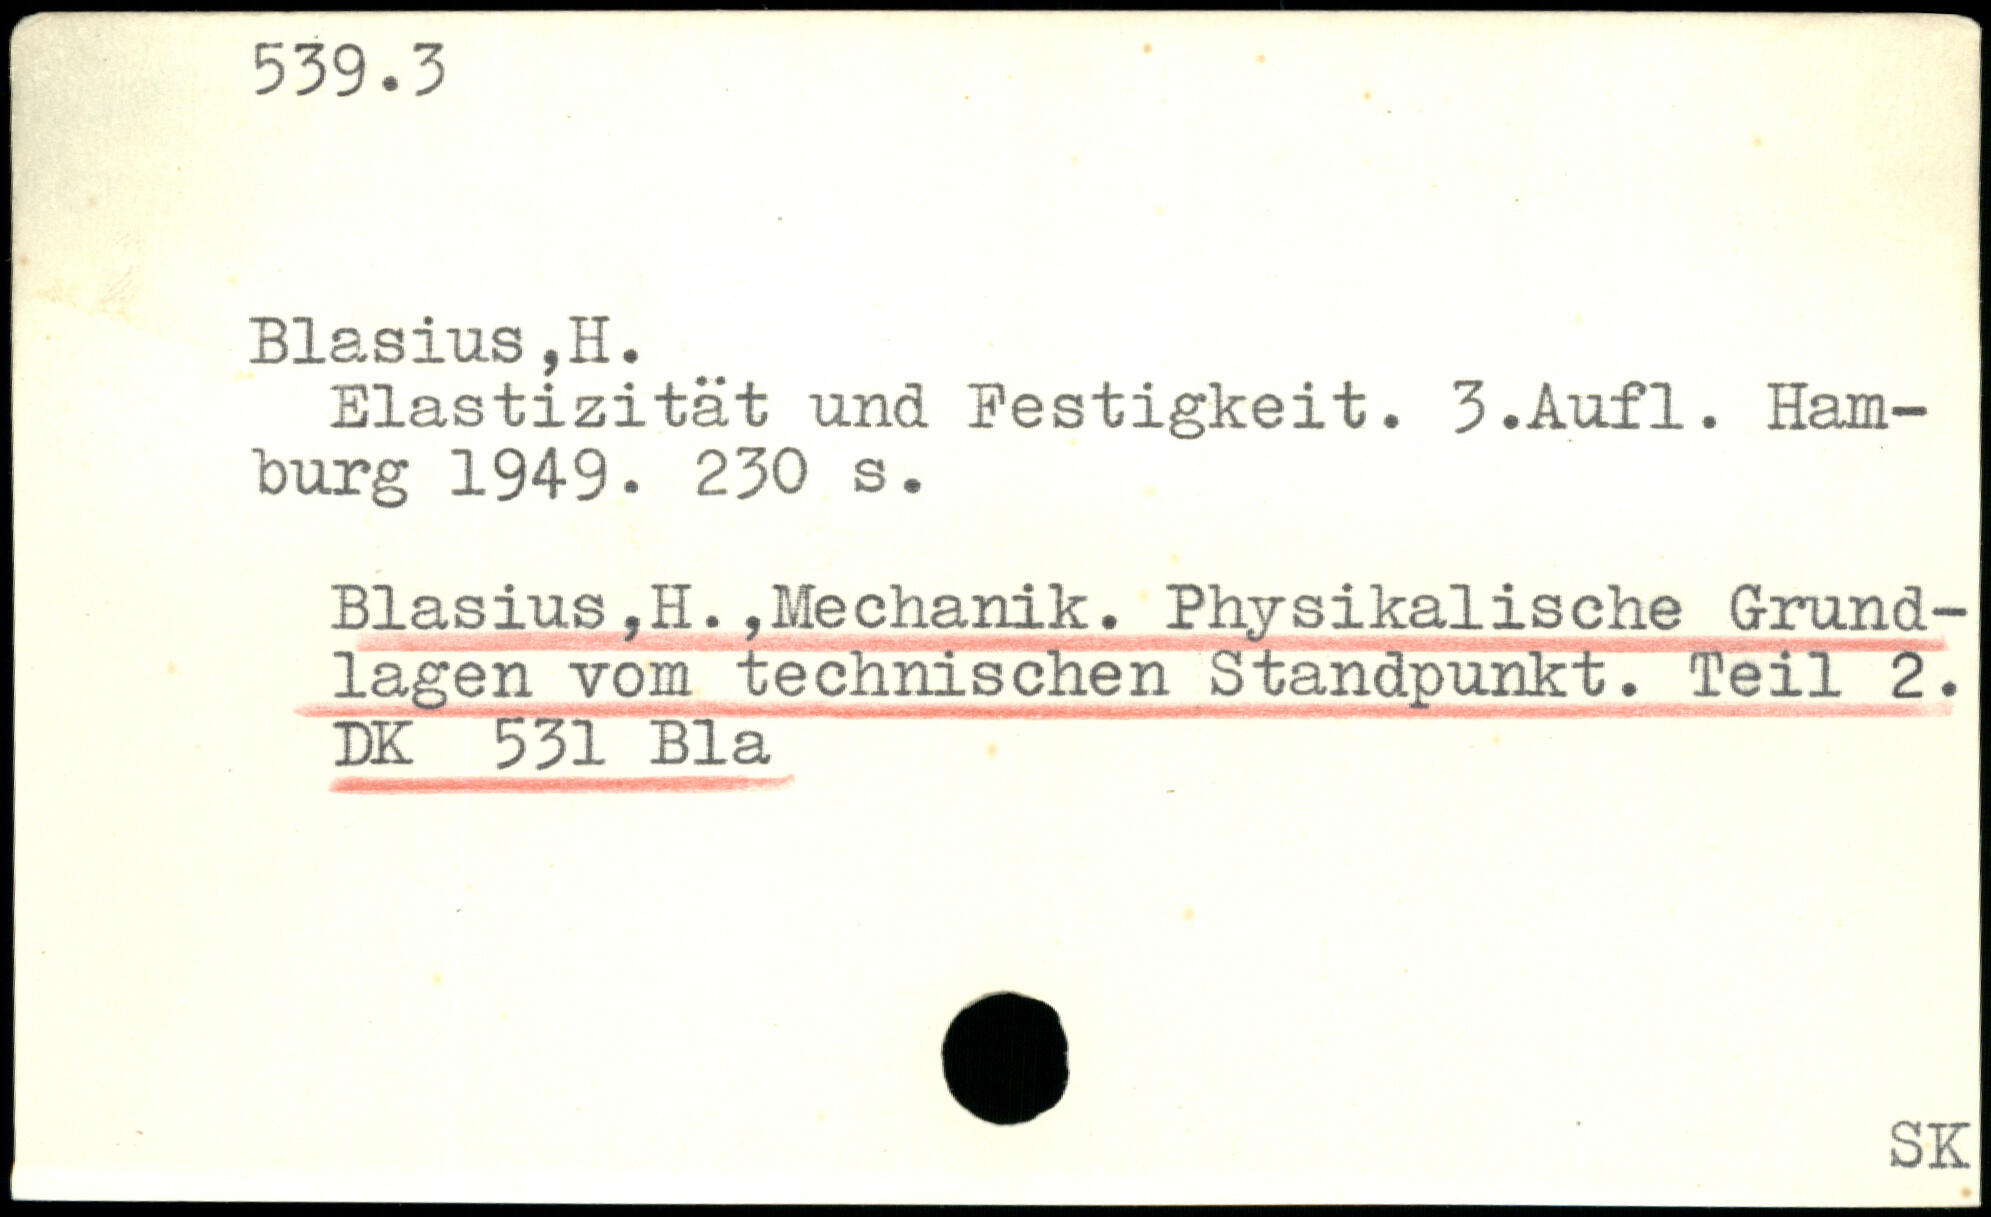 539.3
Blasius,H.
Elastizität und Festigkeit. 3.Aufl. Ham-
burg 1949. 230 s.
Blasius,H.,Mechanik. Physikalische Grund-
lagen vom technischen Standpunkt. Teil 2.
DK 531 Bla
SK